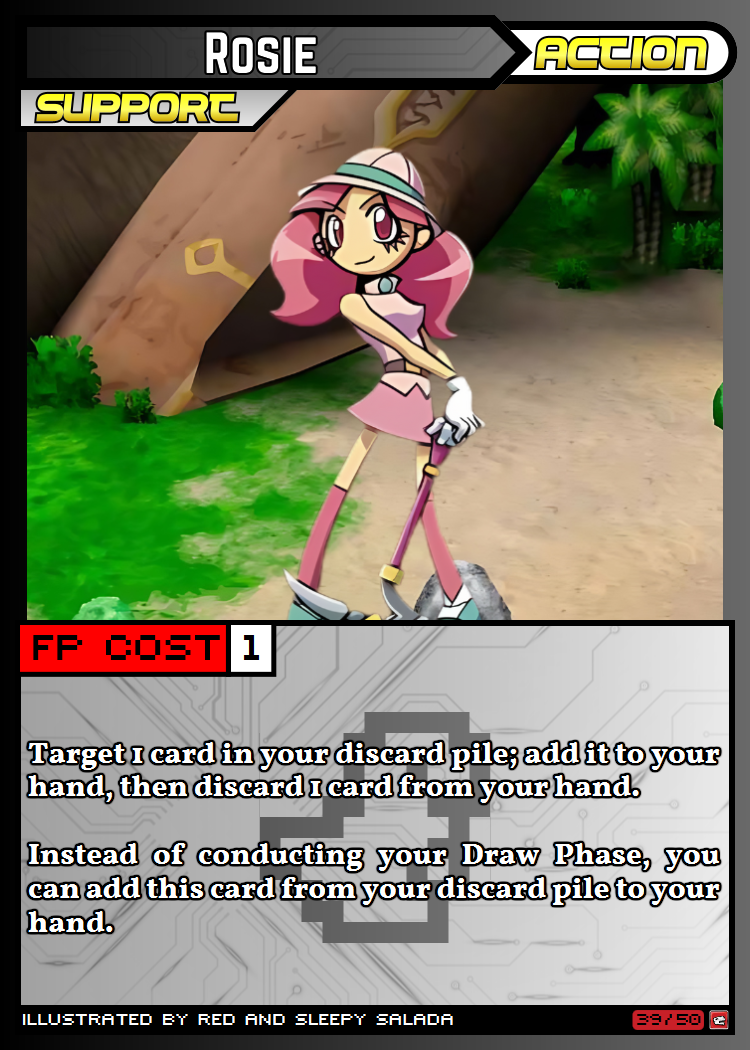 Rosie
ACTION
SUPPORT
FP COST 1
Target 1 card in your discard pile; add it to your
hand, then discard 1 card from your hand.
Instead of conducting your Draw Phase, you
can add this card from your discard pile to your
hand.
ILLUSTRATED BY RED AND SLEEPY SALADA
39/50